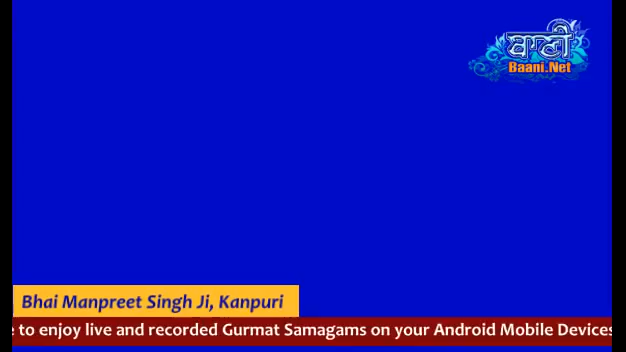 ਬਾਣੀ
Baani.Net
Bhai Manpreet Singh Ji, Kanpuri
to enjoy live and recorded Gurmat Samagams on your Android Mobile Devices